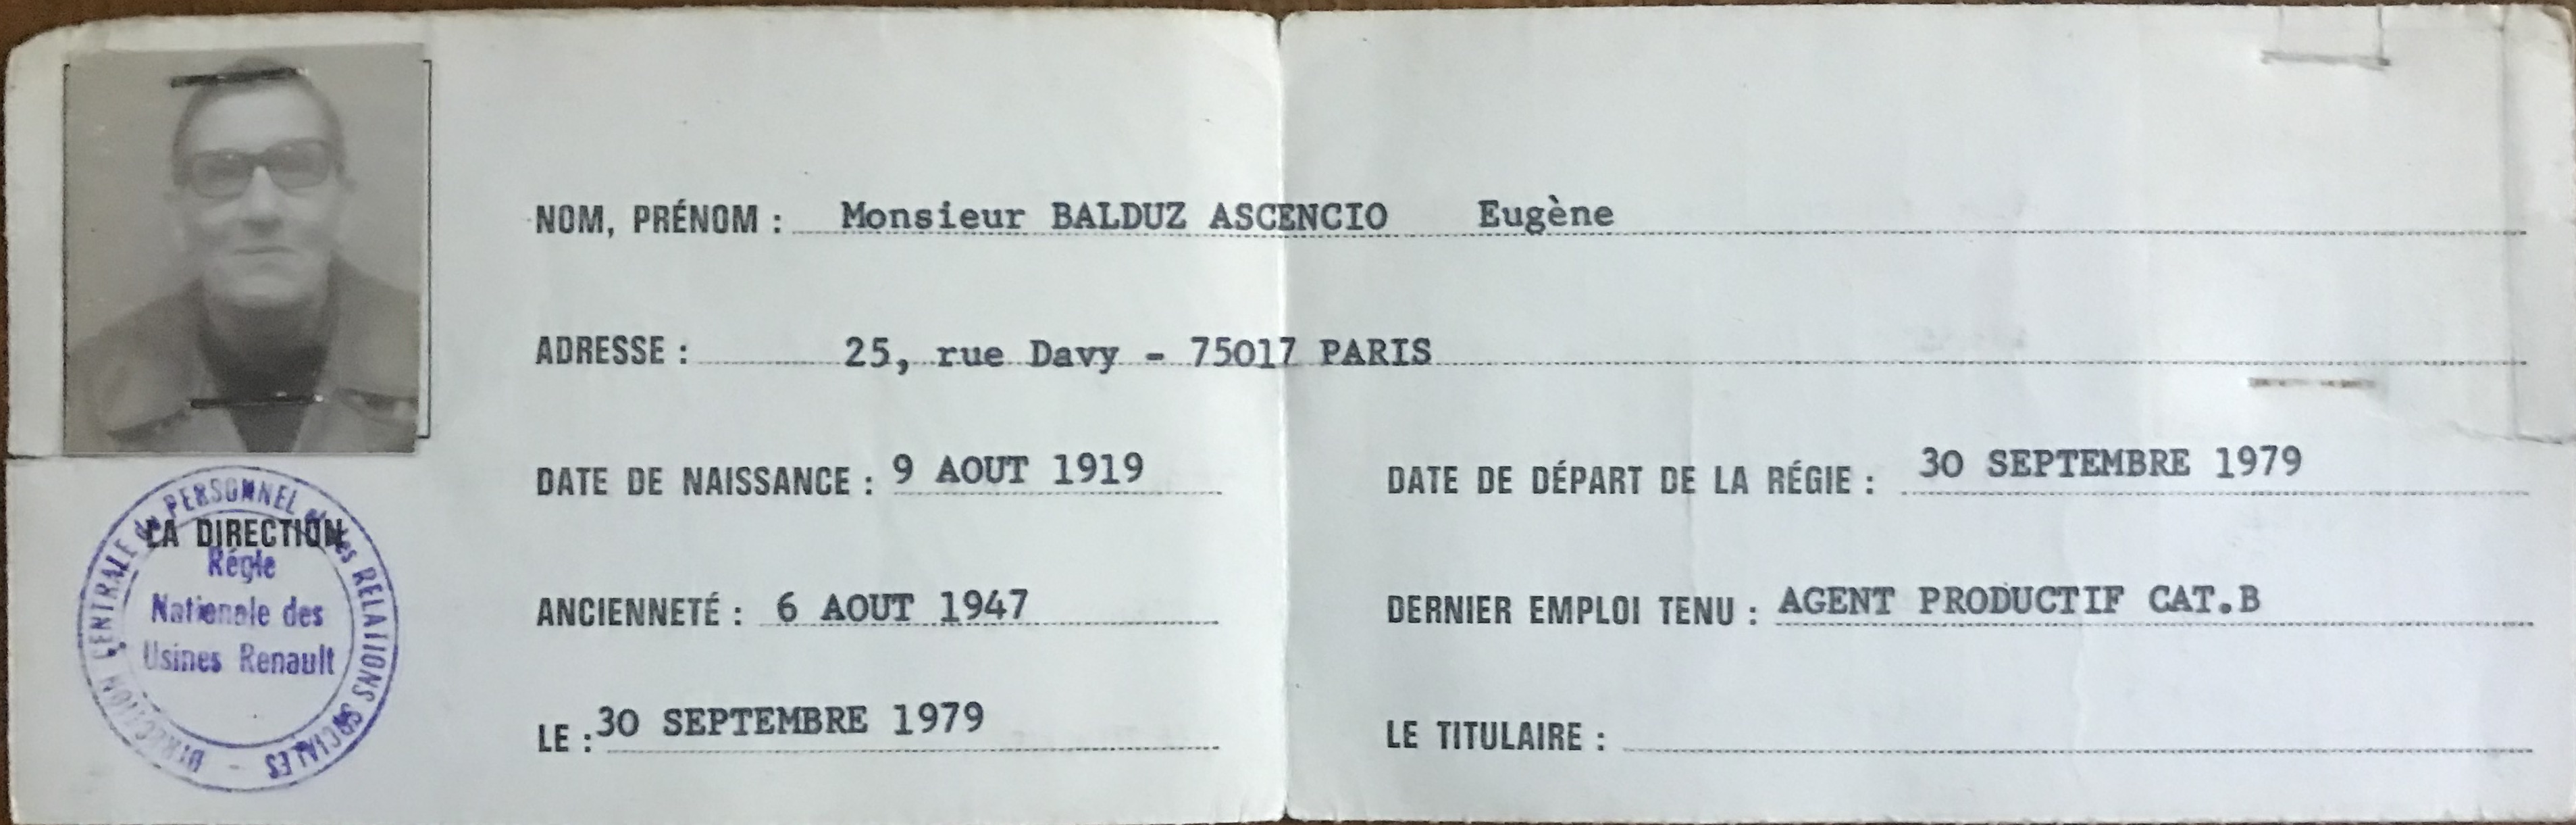 NOM, PRÉNOM : Monsieur BALDUZ ASCENCIO Eugène
ADRESSE : 25, rue Davy - 75017 PARIS
DATE DE NAISSANCE : 9 AOUT 1919
DATE DE DÉPART DE LA RÉGIE : 30 SEPTEMBRE 1979
LA DIRECTION
DIRECTION CENTRALE du PERSONNEL et des RELATIONS SOCIALES -
Régie
Nationale des
Usines Renault
ANCIENNETÉ : 6 AOUT 1947
DERNIER EMPLOI TENU : AGENT PRODUCTIF CAT.B
LE : 30 SEPTEMBRE 1979
LE TITULAIRE :